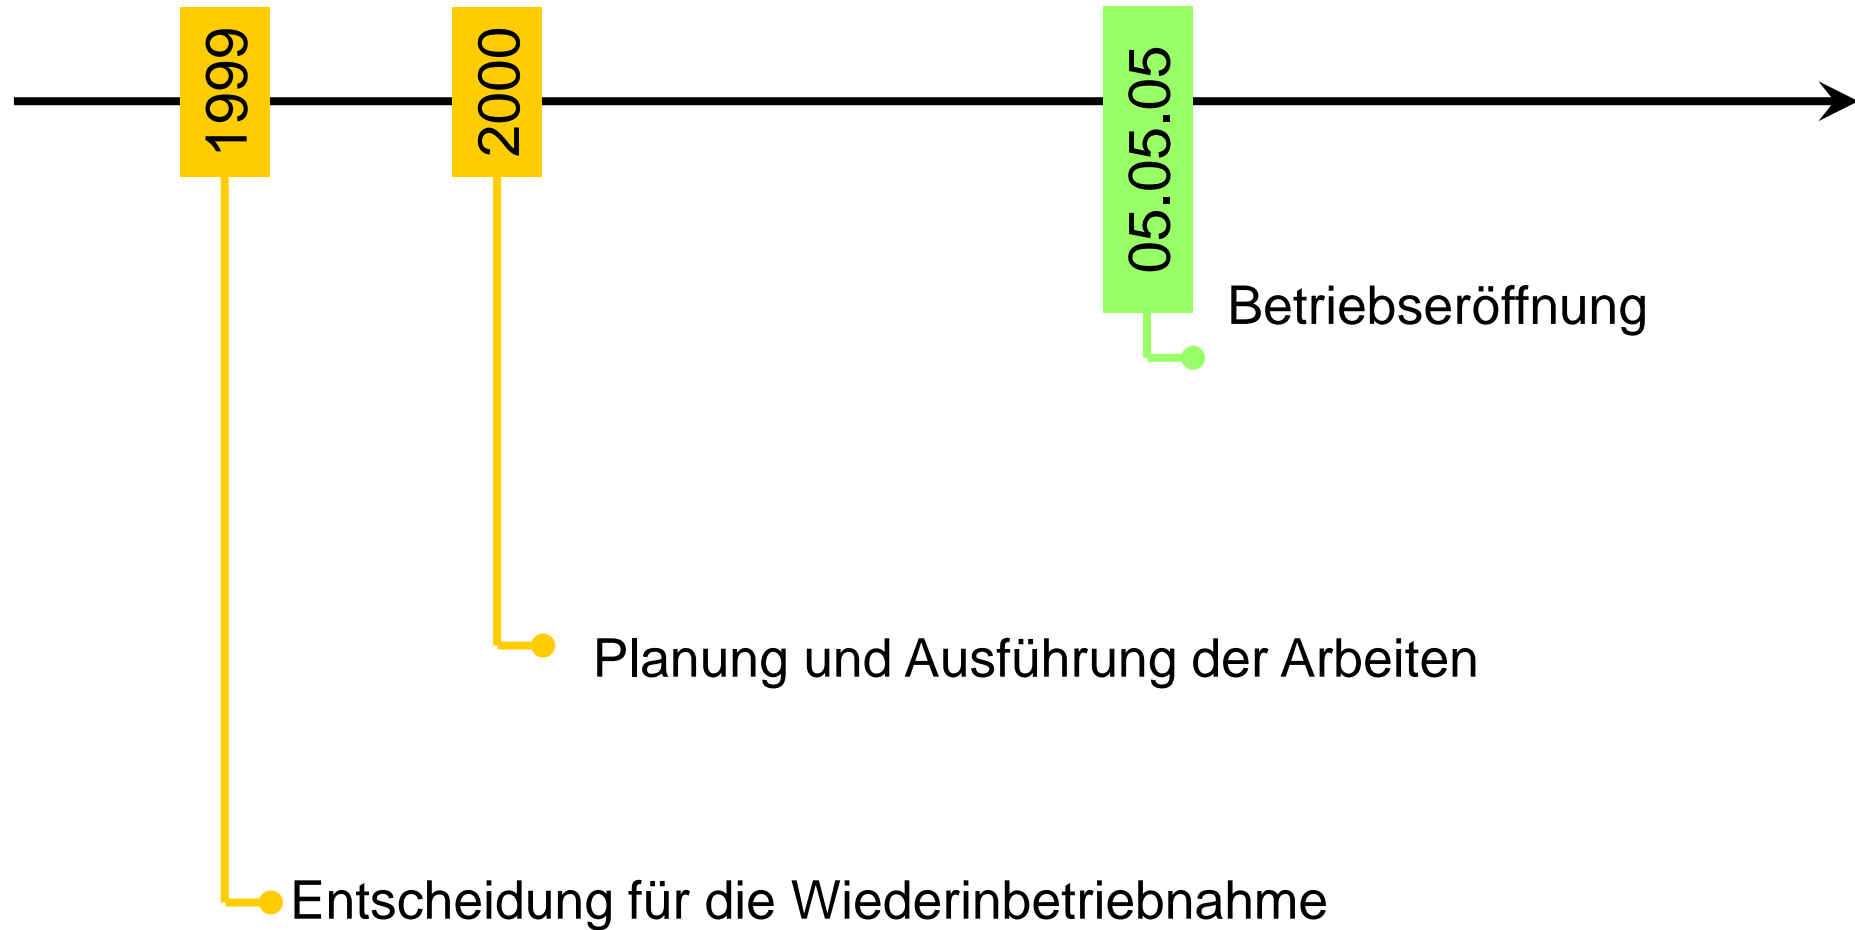 1999
2000
05.05.05
Betriebseröffnung
Planung und Ausführung der Arbeiten
Entscheidung für die Wiederinbetriebnahme